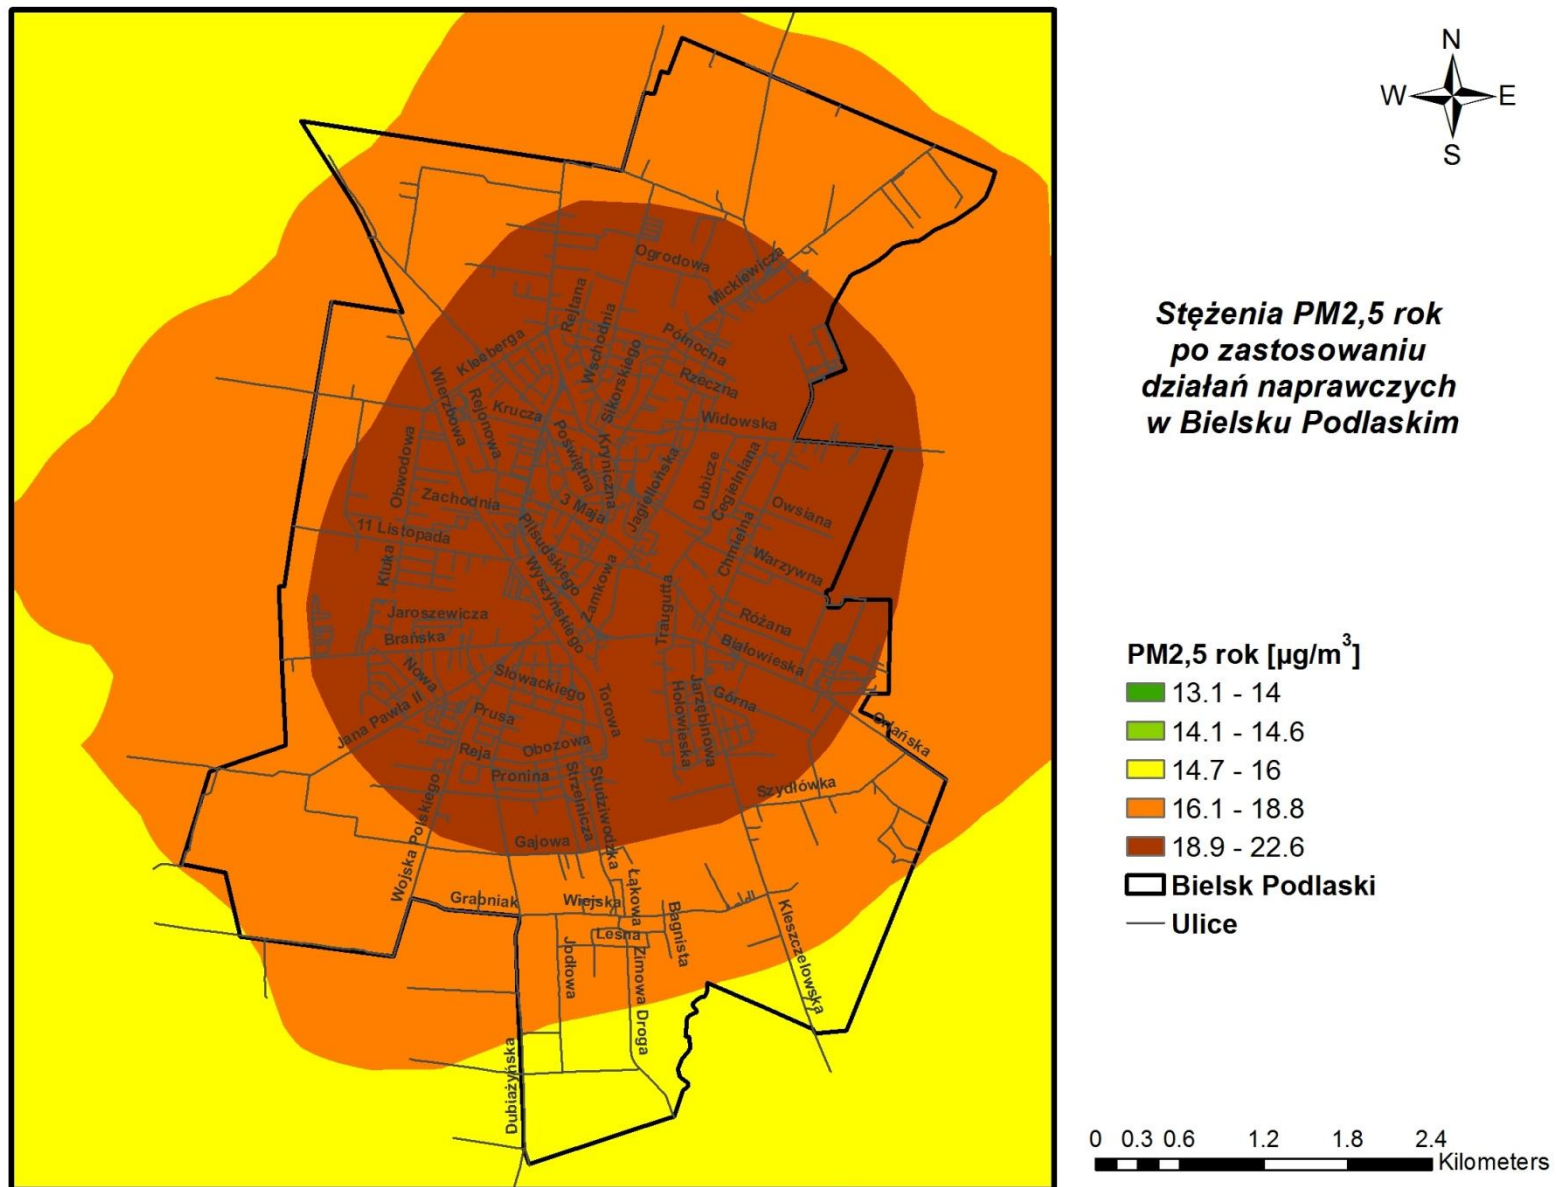 N
W E
S
Stężenia PM2,5 rok
po zastosowaniu
działań naprawczych
w Bielsku Podlaskim
PM2,5 rok [µg/m³]
13.1 - 14
14.1 - 14.6
14.7 - 16
16.1 - 18.8
18.9 - 22.6
Bielsk Podlaski
Ulice
0 0.3 0.6 1.2 1.8 2.4
Kilometers
Ogrodowa
Mickiewicza
Rejtana
Wschodnia
Północna
Kleeberga
Sikorskiego
Rzeczna
Wierzbowa
Rejonowa
Krucza
Widowska
Poświętna
Kryniczna
Obwodowa
Jagiellońska
Dubicze
Cegielniana
Zachodnia
3 Maja
Owsiana
11 Listopada
Piłsudskiego
Chmielna
Warzywna
Kluka
Wyszyńskiego
Zamkowa
Traugutta
Jaroszewicza
Różana
Brańska
Białowieska
Nowa
Słowackiego
Torowa
Hołowieska
Jarzębinowa
Górna
Jana Pawła II
Prusa
Orlańska
Reja
Obozowa
Pronina
Strzelnicza
Studziwodzka
Szydłówka
Wojska Polskiego
Gajowa
Grabniak
Wiejska
Łąkowa
Bagnista
Kleszczelowska
Lesna
Jodłowa
Zimowa Droga
Dubiażyńska